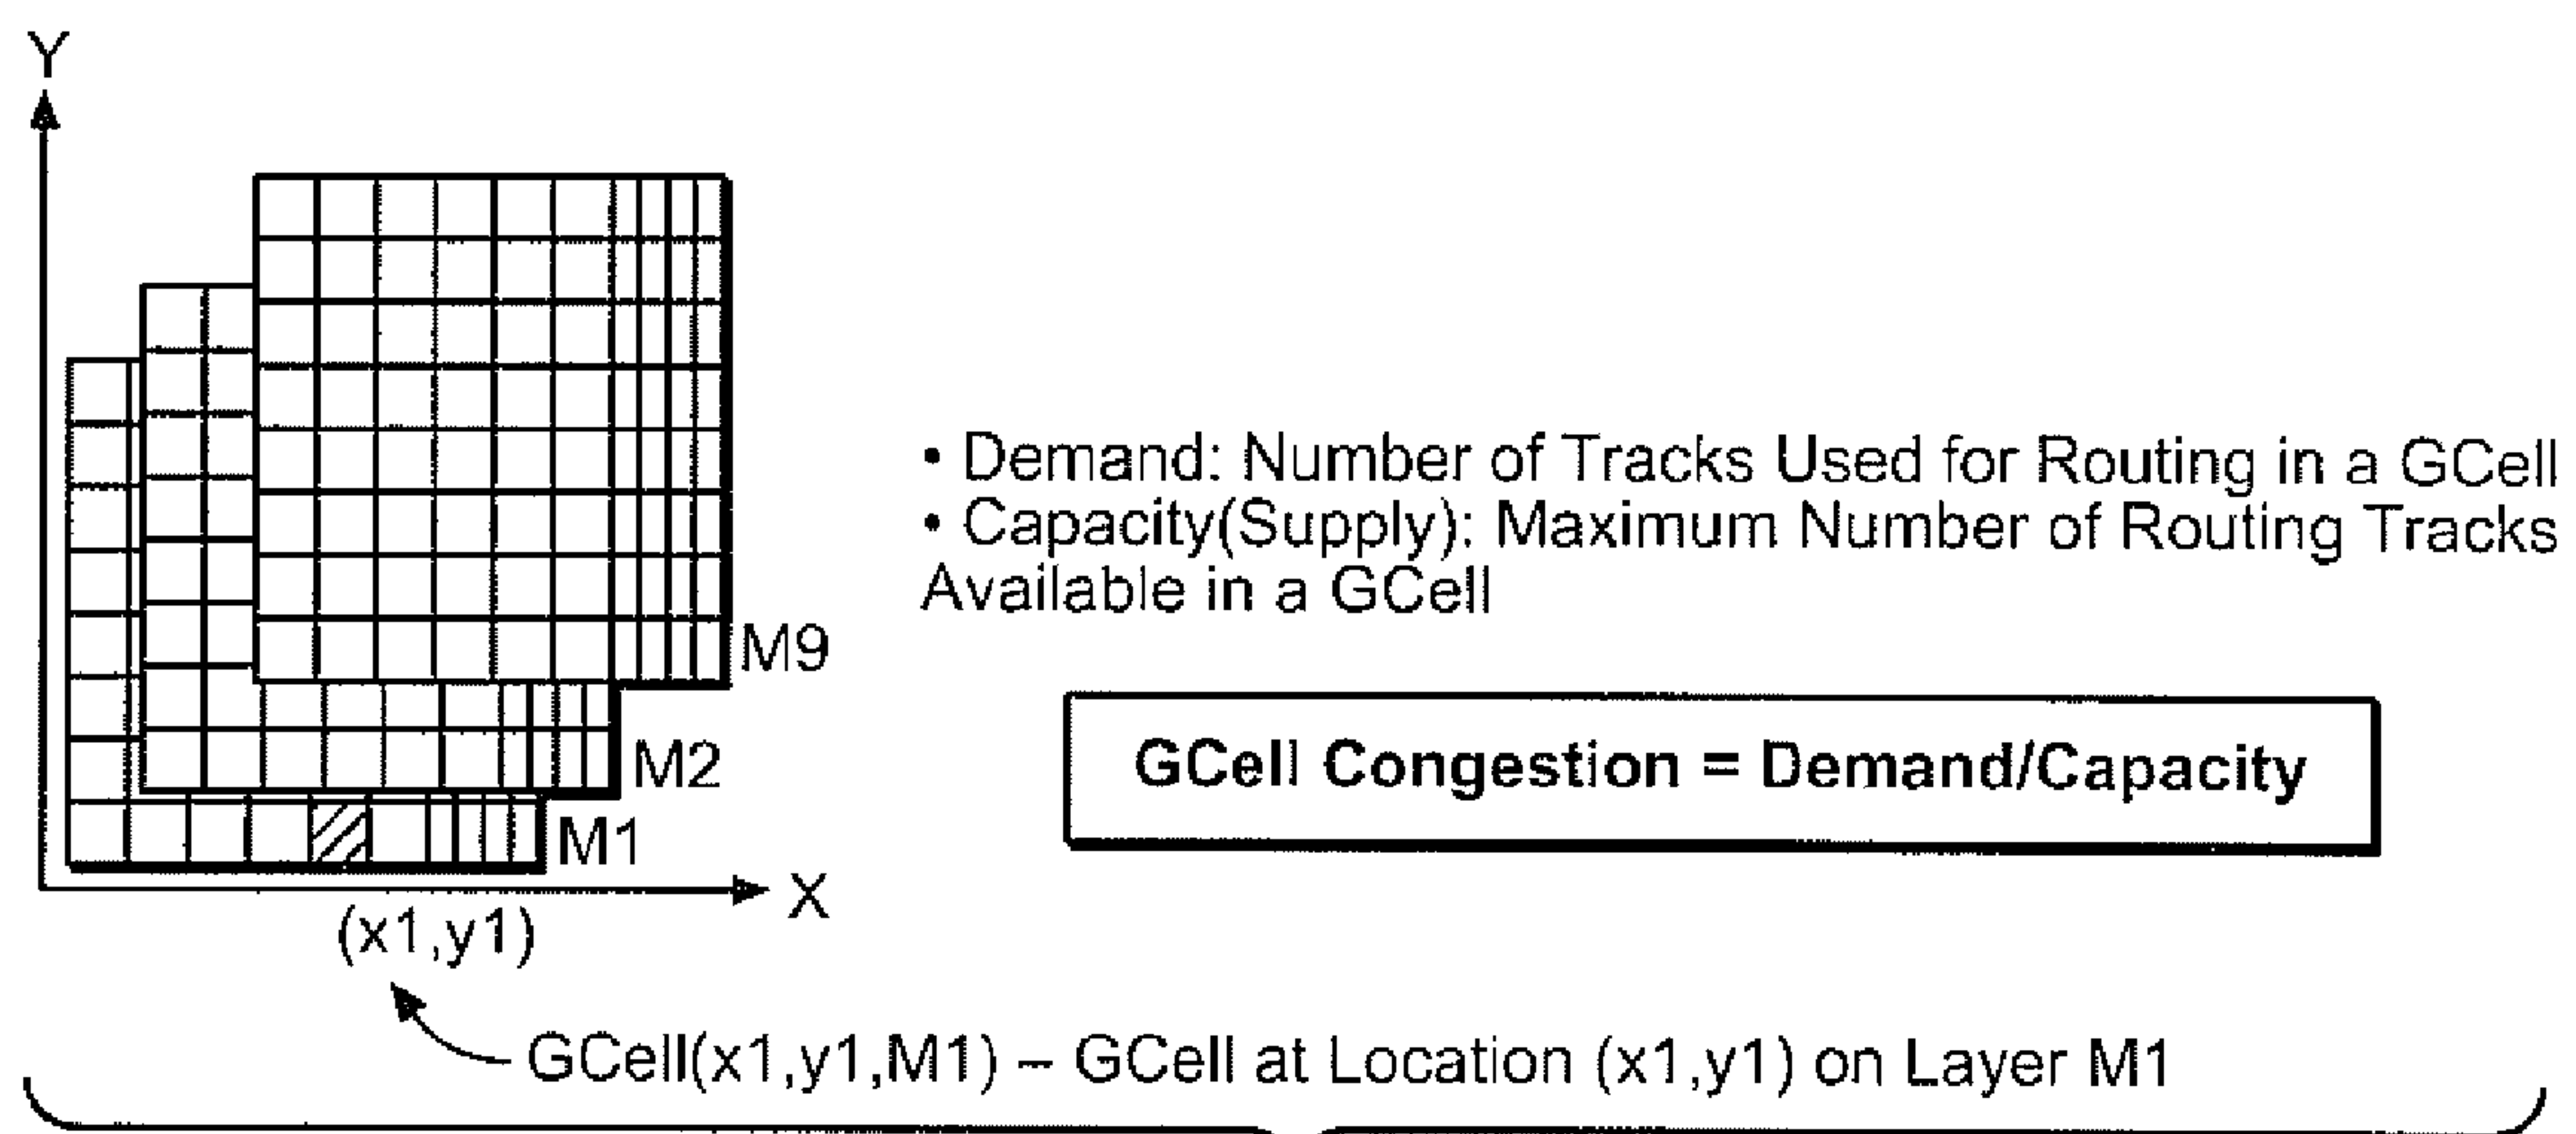 Y
• Demand: Number of Tracks Used for Routing in a GCell
• Capacity(Supply): Maximum Number of Routing Tracks
Available in a GCell
M9
GCell Congestion = Demand/Capacity
M2
M1
X
(x1,y1)
GCell(x1,y1,M1) – GCell at Location (x1,y1) on Layer M1